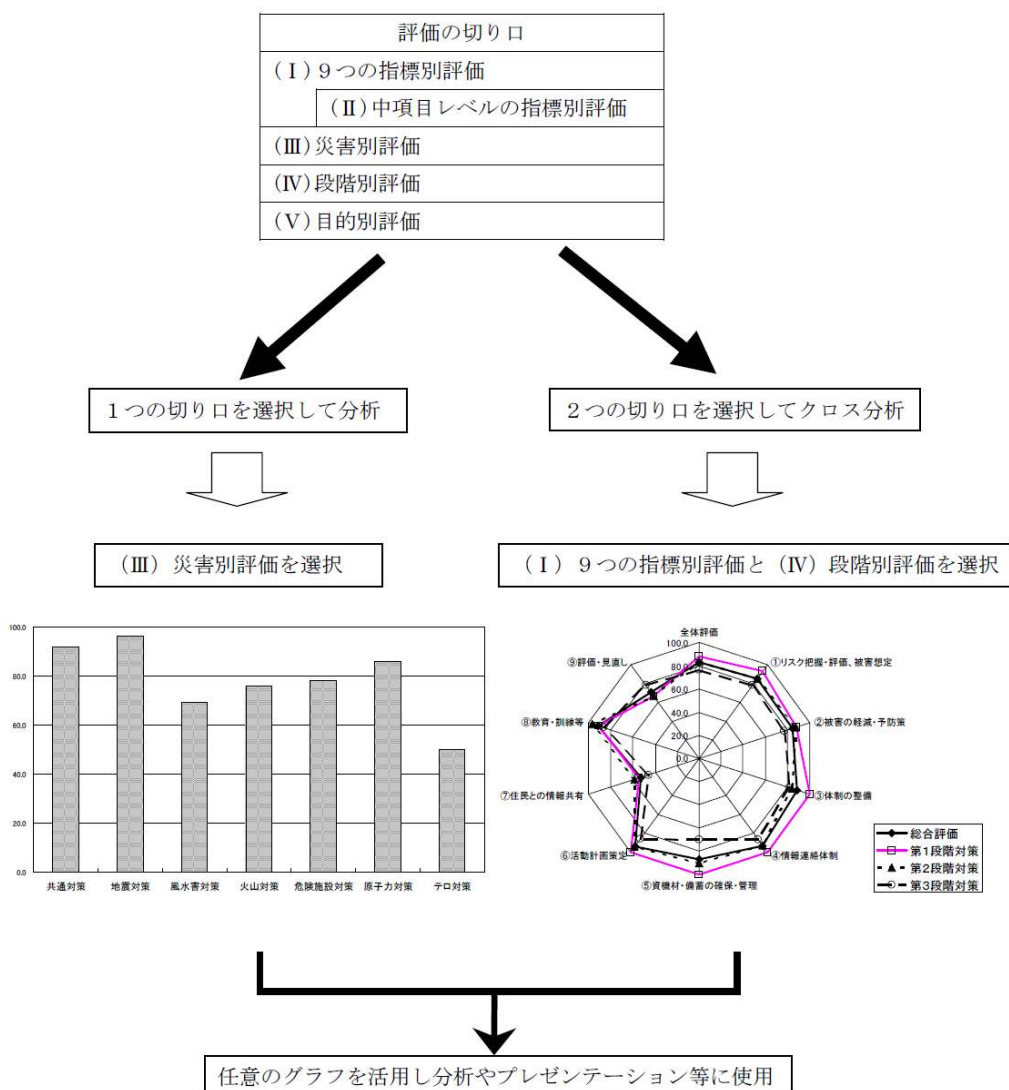 評価の切り口
(Ⅰ)９つの指標別評価
(Ⅱ)中項目レベルの指標別評価
(Ⅲ)災害別評価
(Ⅳ)段階別評価
(Ⅴ)目的別評価
１つの切り口を選択して分析
２つの切り口を選択してクロス分析
(Ⅲ) 災害別評価を選択
(Ⅰ) ９つの指標別評価と (Ⅳ) 段階別評価を選択
100.0
80.0
60.0
40.0
20.0
0.0
共通対策
地震対策
風水害対策
火山対策
危険施設対策
原子力対策
テロ対策
全体評価
100.0
80.0
60.0
40.0
20.0
0.0
①リスク把握・評価、被害想定
②被害の軽減・予防策
③体制の整備
④情報連絡体制
⑤資機材・備蓄の確保・管理
⑥活動計画策定
⑦住民との情報共有
⑧教育・訓練等
⑨評価・見直し
総合評価
第1段階対策
第2段階対策
第3段階対策
任意のグラフを活用し分析やプレゼンテーション等に使用